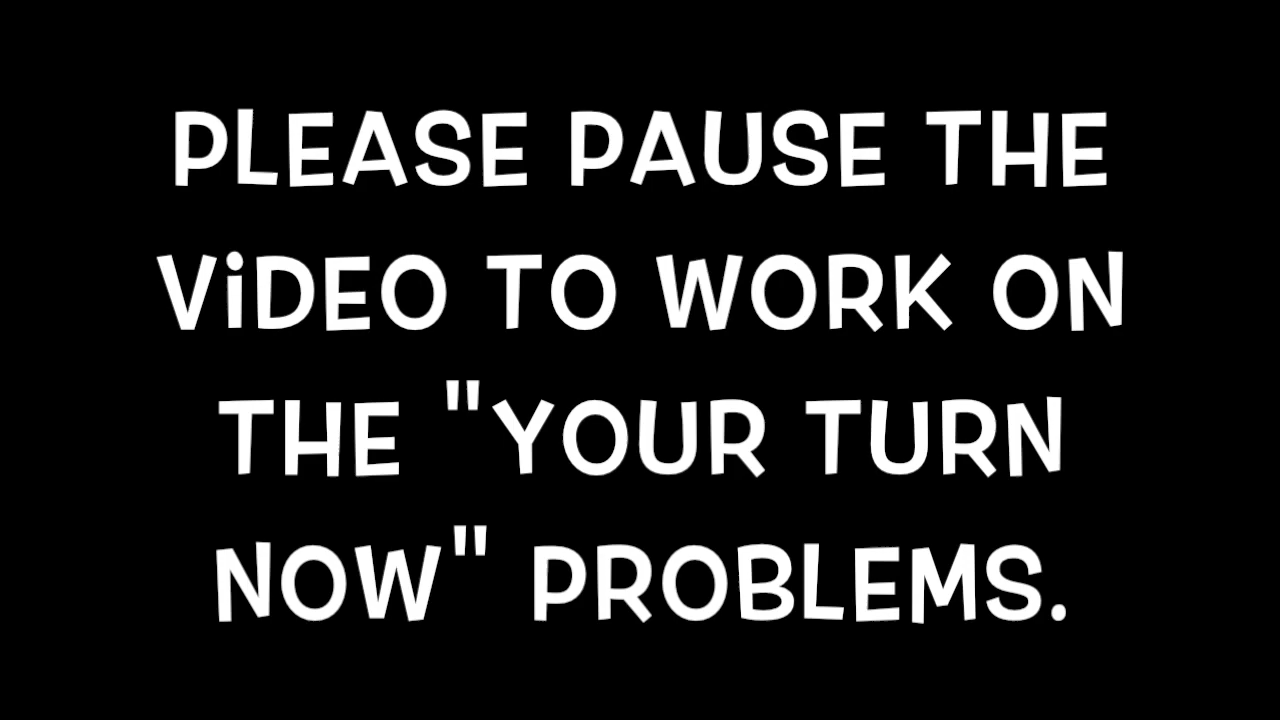 PLEASE PAUSE THE
ViDEO TO WORK ON
THE "YOUR TURN
NOW" PROBLEMS.